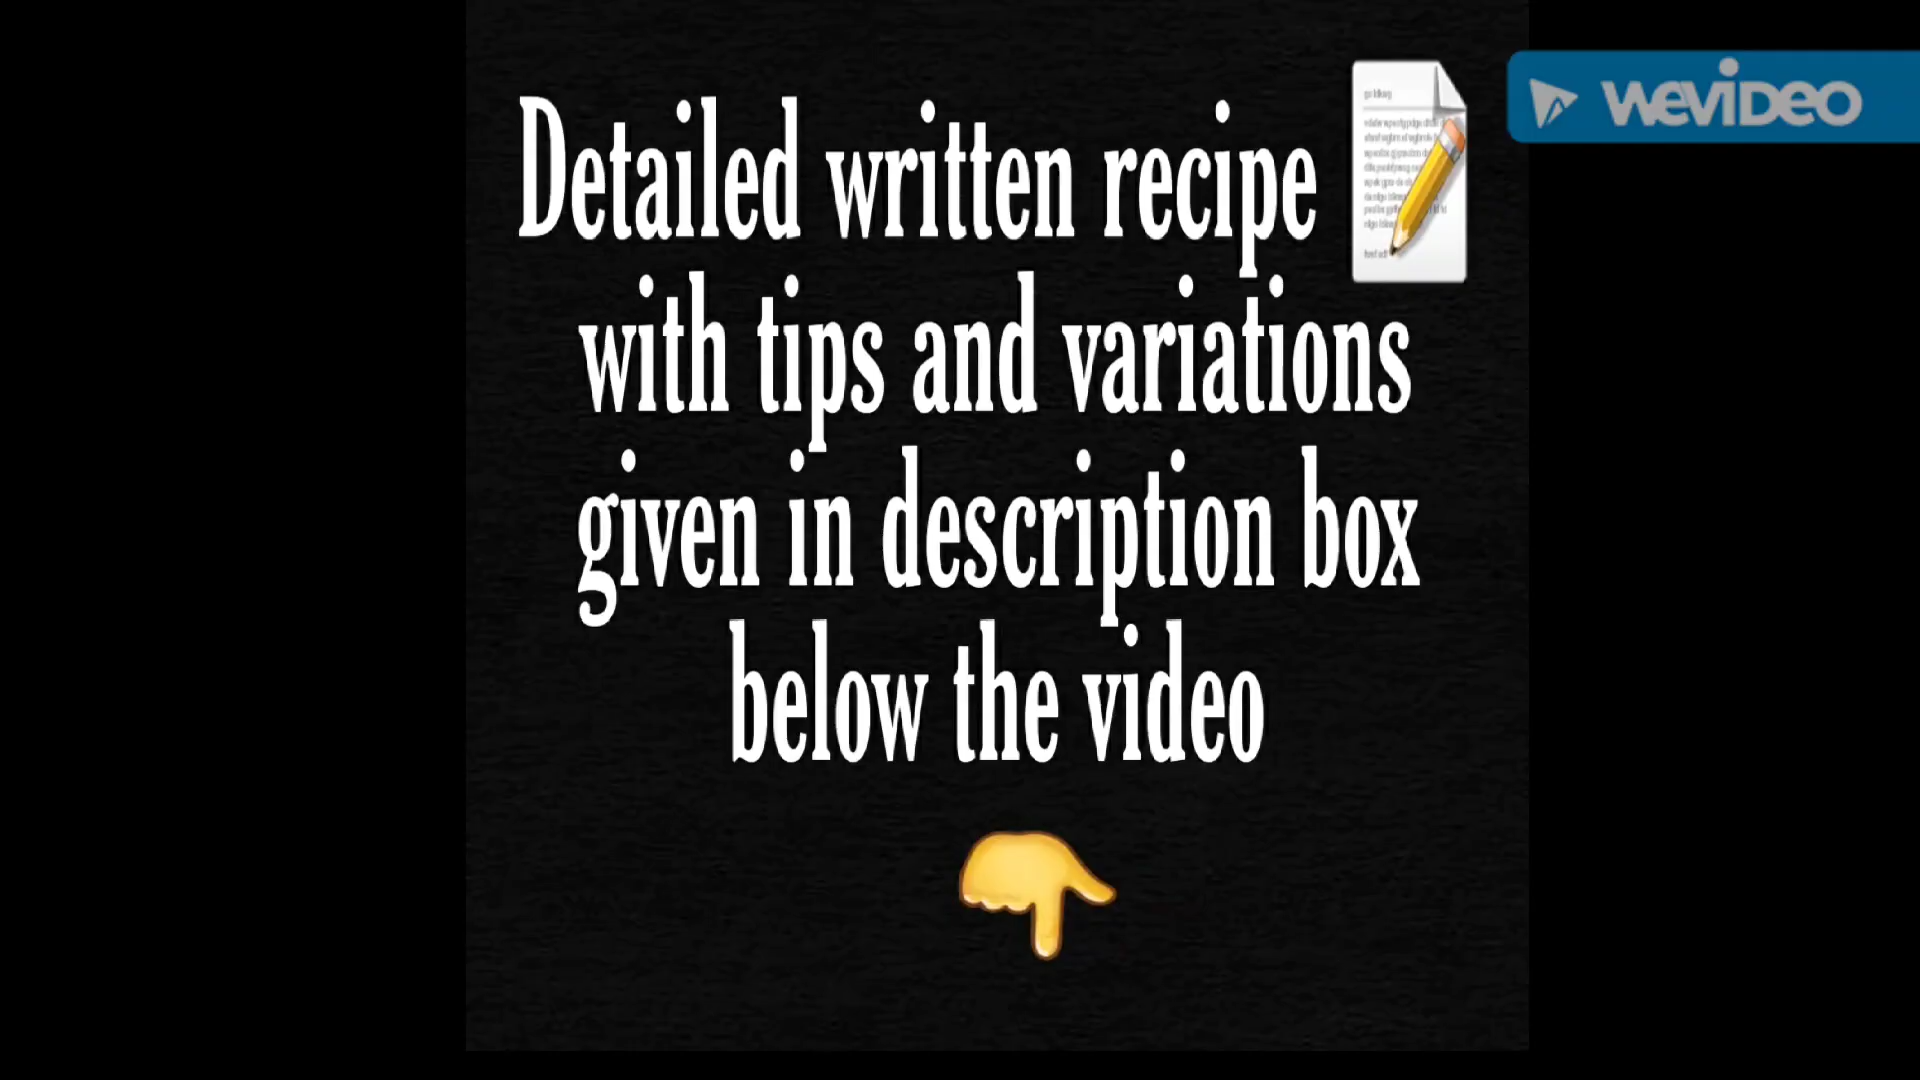 Detailed written recipe
with tips and variations
given in description box
below the video
WEVIDEO